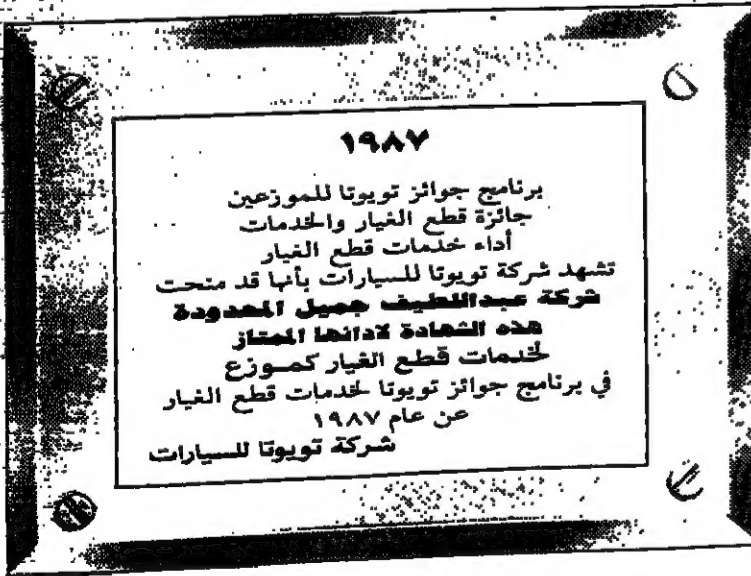 ١٩٨٧
برنامج جوائز تويوتا للموزعين
جائزة قطع الغيار والخدمات
أداء خدمات قطع الغيار
تشهد شركة تويوتا للسيارات بأنها قد منحت
شركة عبداللطيف جميل المحدودة
هذه الشهادة لادائها الممتاز
لخدمات قطع الغيار كمـوزع
في برنامج جوائز تويوتا لخدمات قطع الغيار
عن عام ١٩٨٧
شركة تويوتا للسيارات